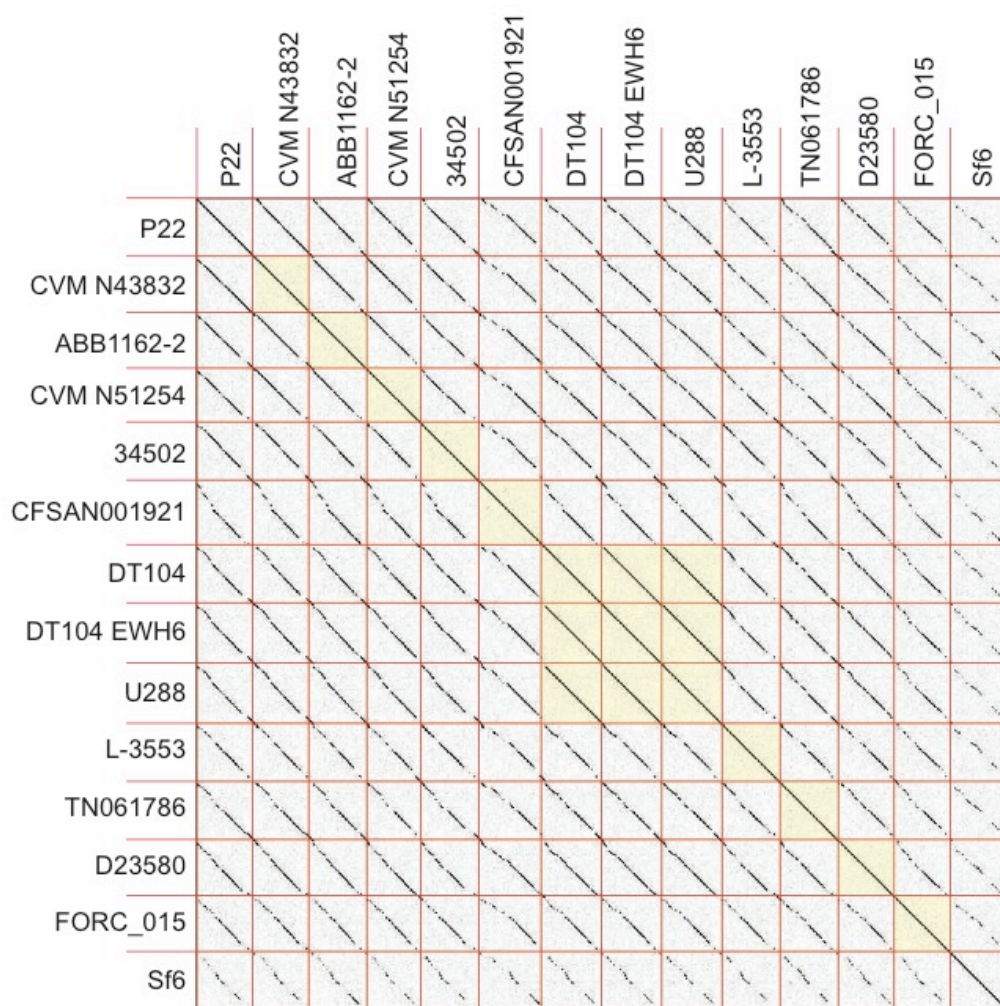 P22
CVM N43832
ABB1162-2
CVM N51254
34502
CFSAN001921
DT104
DT104 EWH6
U288
L-3553
TN061786
D23580
FORC_015
Sf6
P22
CVM N43832
ABB1162-2
CVM N51254
34502
CFSAN001921
DT104
DT104 EWH6
U288
L-3553
TN061786
D23580
FORC_015
Sf6